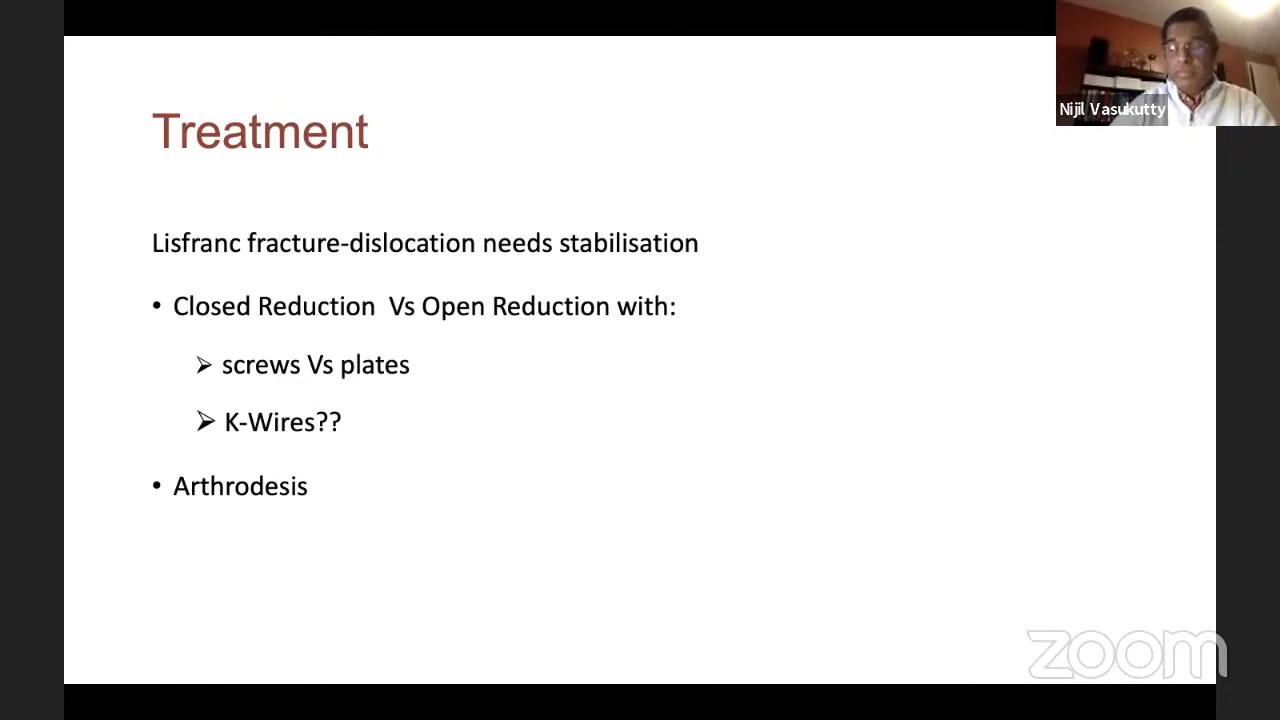 Nijil Vasukutty
Treatment
Lisfranc fracture-dislocation needs stabilisation
• Closed Reduction  Vs Open Reduction with:
➢ screws Vs plates
➢ K-Wires??
• Arthrodesis
zoom